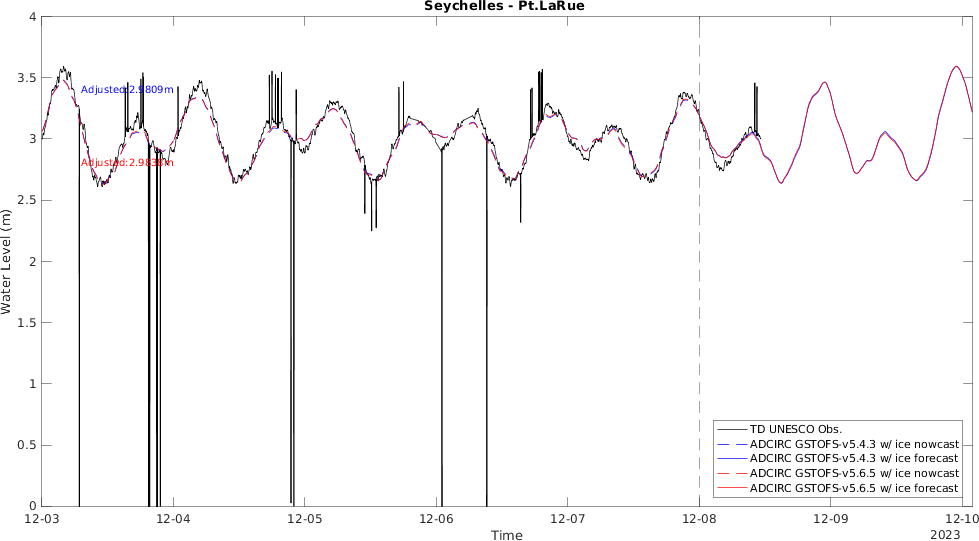 Seychelles - Pt.LaRue
4
3.5
3
2.5
2
1.5
1
0.5
0
Water Level (m)
Adjusted:2.9809m
12-03
12-04
12-05
12-06
12-07
12-08
12-09
12-10
2023
Time
TD UNESCO Obs.
ADCIRC GSTOFS-v5.4.3 w/ ice nowcast
ADCIRC GSTOFS-v5.4.3 w/ ice forecast
ADCIRC GSTOFS-v5.6.5 w/ ice nowcast
ADCIRC GSTOFS-v5.6.5 w/ ice forecast